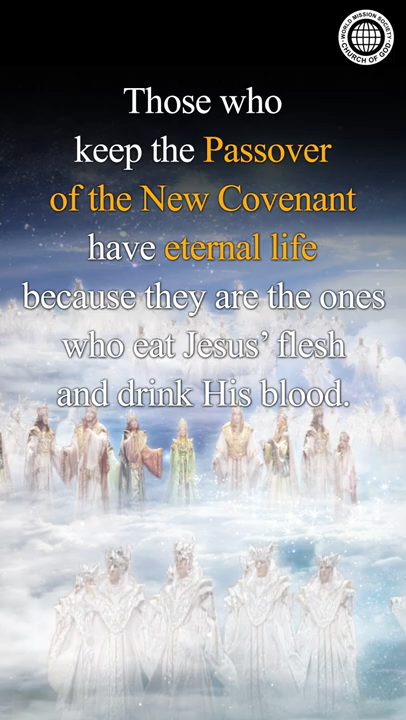 WORLD MISSION SOCIETY
CHURCH OF GOD
Those who
keep the Passover
of the New Covenant
have eternal life
because they are the ones
who eat Jesus’ flesh
and drink His blood.